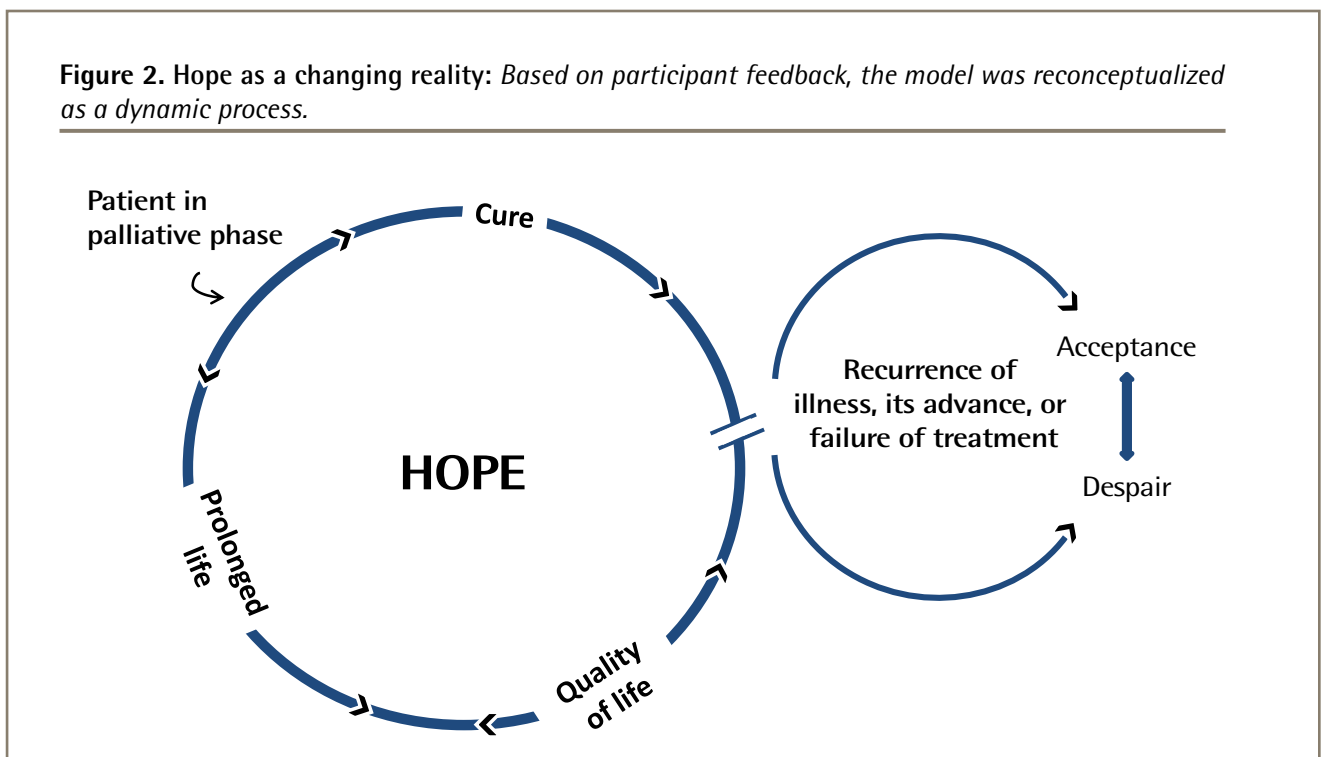 Figure 2. Hope as a changing reality: Based on participant feedback, the model was reconceptualized
as a dynamic process.
Patient in
palliative phase
Cure
Acceptance
Recurrence of
illness, its advance, or
failure of treatment
HOPE
Despair
Prolonged
life
Quality
of life